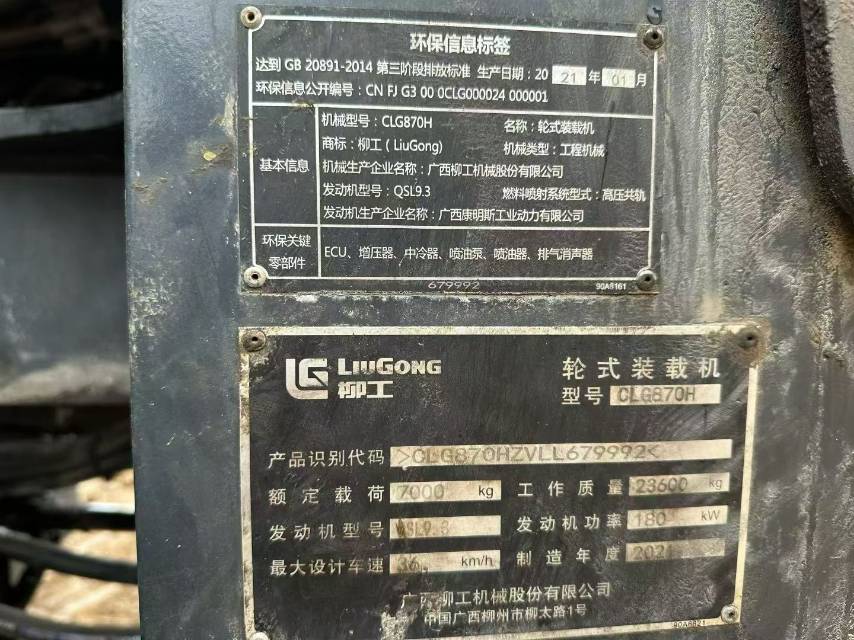 环保信息标签
达到 GB 20891-2014 第三阶段排放标准 生产日期：20 21 年 01 月
环保信息公开编号：CN FJ G3 00 0CLG000024 000001
基本信息
机械型号：CLG870H 名称：轮式装载机
商标：柳工（LiuGong） 机械类型：工程机械
机械生产企业名称：广西柳工机械股份有限公司
发动机型号：QSL9.3 燃料喷射系统型式：高压共轨
发动机生产企业名称：广西康明斯工业动力有限公司
环保关键
零部件
ECU、增压器、中冷器、喷油泵、喷油器、排气消声器
679992 90A8161
LG LIUGONG
柳工
轮式装载机
型号 CLG870H
产品识别代码 >CLG870HZVLL679992<
额定载荷 7000 kg 工作质量 23600 kg
发动机型号 QSL9.3 发动机功率 180 kW
最大设计车速 36 km/h 制造年度 2021
广西柳工机械股份有限公司
中国广西柳州市柳太路1号
90A6821